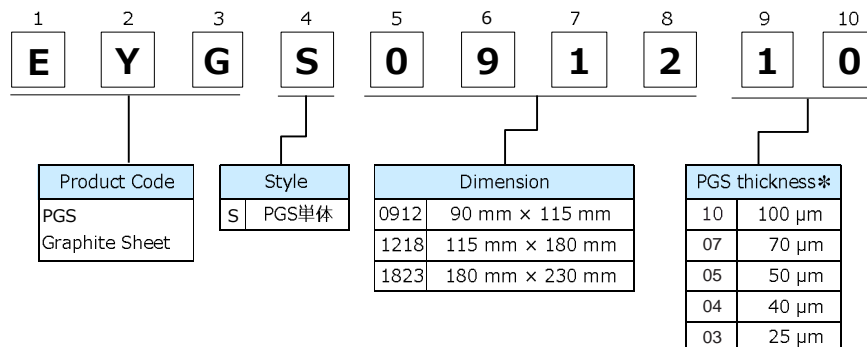 1 2 3 4 5 6 7 8 9 10
E Y G S 0 9 1 2 1 0
Product Code
PGS
Graphite Sheet
Style
S PGS単体
Dimension
0912 90 mm × 115 mm
1218 115 mm × 180 mm
1823 180 mm × 230 mm
PGS thickness*
10 100 μm
07 70 μm
05 50 μm
04 40 μm
03 25 μm